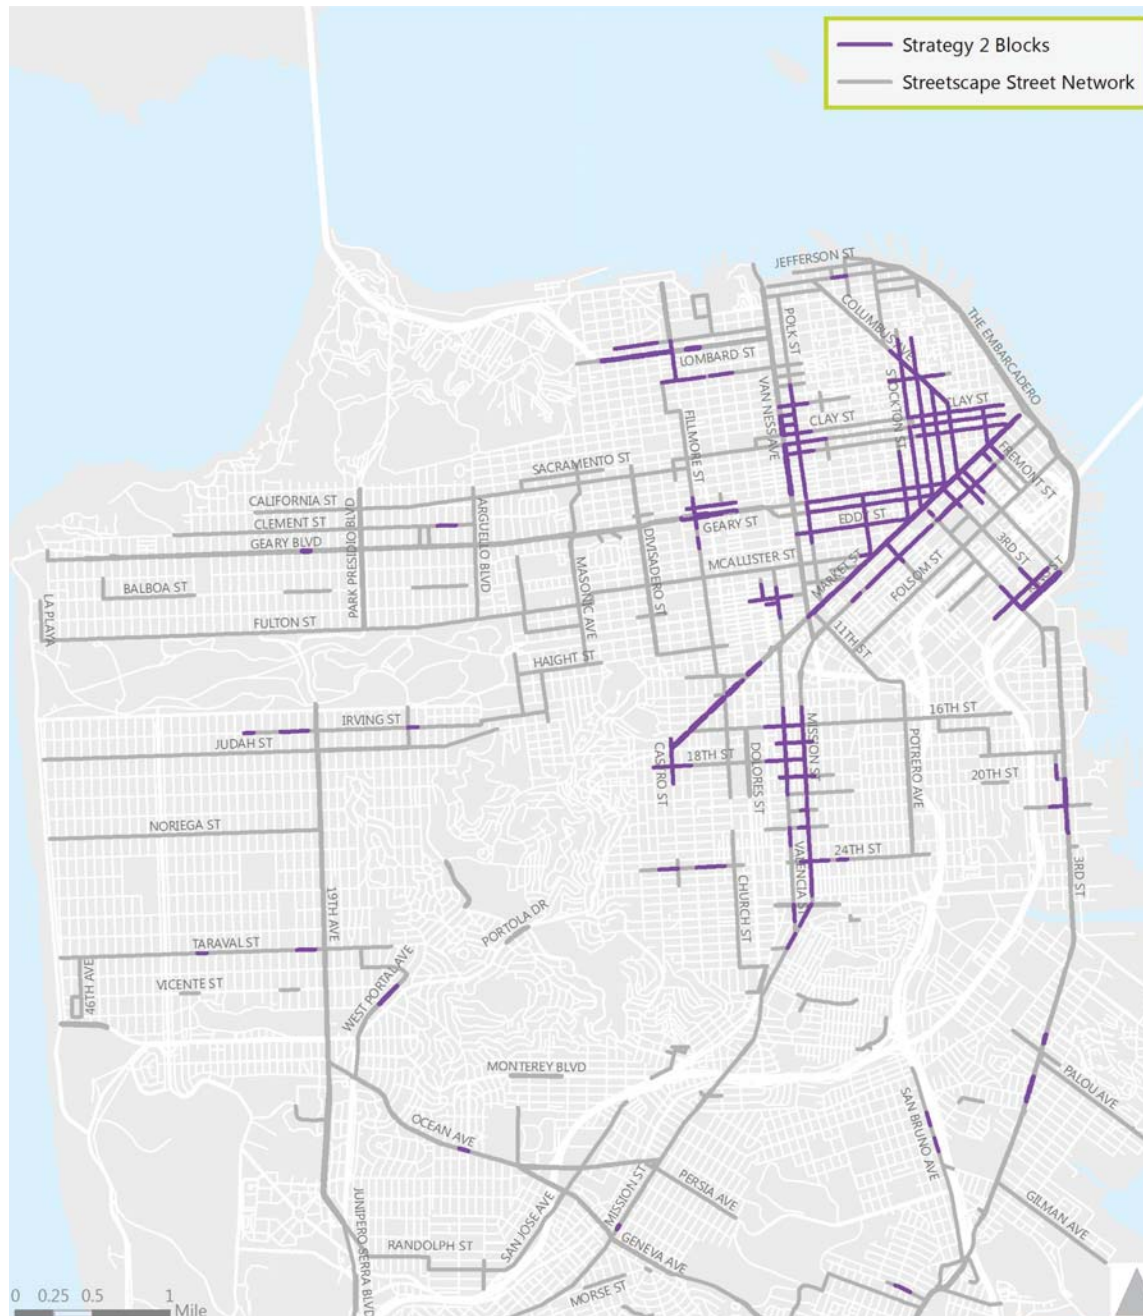 Strategy 2 Blocks
Streetscape Street Network
JEFFERSON ST
COLUMBUS AVE
THE EMBARCADERO
POLK ST
LOMBARD ST
STOCKTON ST
VAN NESS AVE
CLAY ST
CLAY ST
FILLMORE ST
FREMONT ST
SACRAMENTO ST
CALIFORNIA ST
CLEMENT ST
GEARY BLVD
PARK PRESIDIO BLVD
ARGUELLO BLVD
GEARY ST
EDDY ST
DIVISADERO ST
MCALLISTER ST
MASONIC AVE
MARKET ST
FOLSOM ST
3RD ST
KING ST
BALBOA ST
LA PLAYA
FULTON ST
11TH ST
HAIGHT ST
IRVING ST
JUDAH ST
16TH ST
MISSION ST
CASTRO ST
18TH ST
DOLORES ST
POTRERO AVE
20TH ST
NORIEGA ST
VALENCIA ST
24TH ST
3RD ST
CHURCH ST
19TH AVE
PORTOLA DR
TARAVAL ST
46TH AVE
VICENTE ST
WEST PORTAL AVE
MONTEREY BLVD
PALOU AVE
OCEAN AVE
SAN BRUNO AVE
MISSION ST
PERSIA AVE
SAN JOSE AVE
JUNIPERO SERRA BLVD
GILMAN AVE
RANDOLPH ST
GENEVA AVE
MORSE ST
0 0.25 0.5 1
Mile